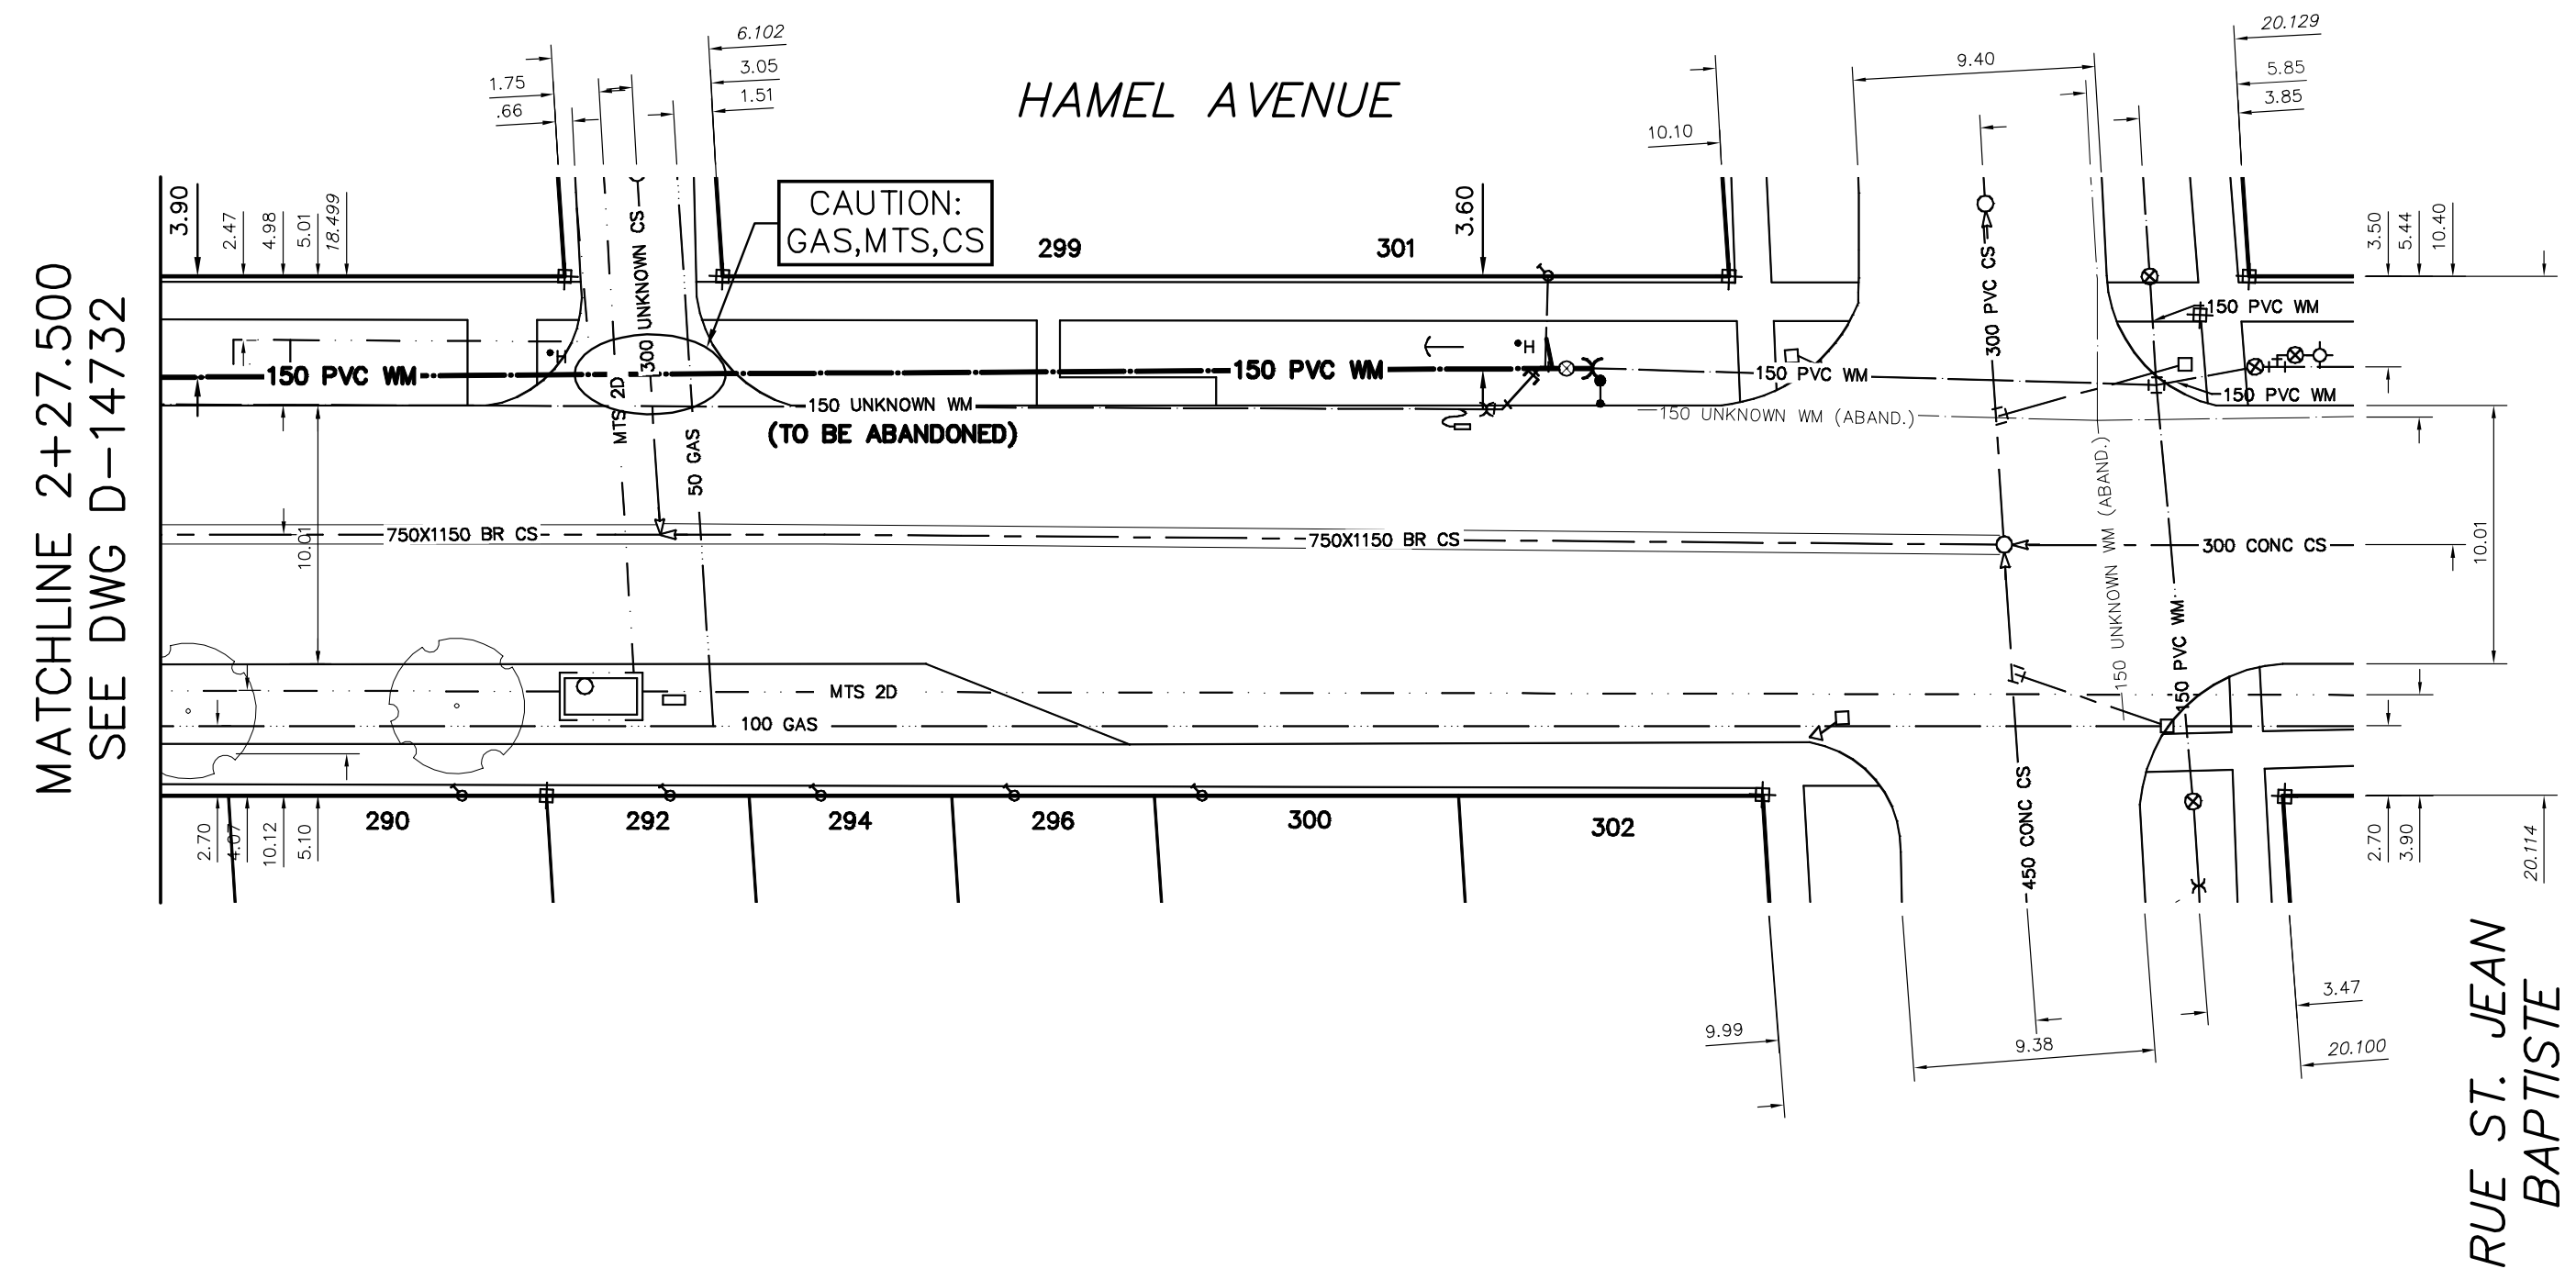 6.102
3.05
1.51
1.75
.66
HAMEL AVENUE
10.10
9.40
20.129
5.85
3.85
MATCHLINE 2+27.500
SEE DWG D-14732
3.90
2.47
4.98
5.01
18.499
CAUTION:
GAS,MTS,CS
299
301
3.60
300 UNKNOWN CS
300 PVC CS
150 PVC WM
3.50
5.44
10.40
H
H
150 PVC WM
150 PVC WM
150 PVC WM
150 PVC WM
MTS 2D
150 UNKNOWN WM
(TO BE ABANDONED)
50 GAS
150 UNKNOWN WM (ABAND.)
150 UNKNOWN WM (ABAND.)
10.01
750X1150 BR CS
750X1150 BR CS
300 CONC CS
10.01
150 PVC WM
MTS 2D
100 GAS
450 CONC CS
2.70
4.07
10.12
5.10
290
292
294
296
300
302
2.70
3.90
20.114
9.99
9.38
3.47
20.100
RUE ST. JEAN
BAPTISTE